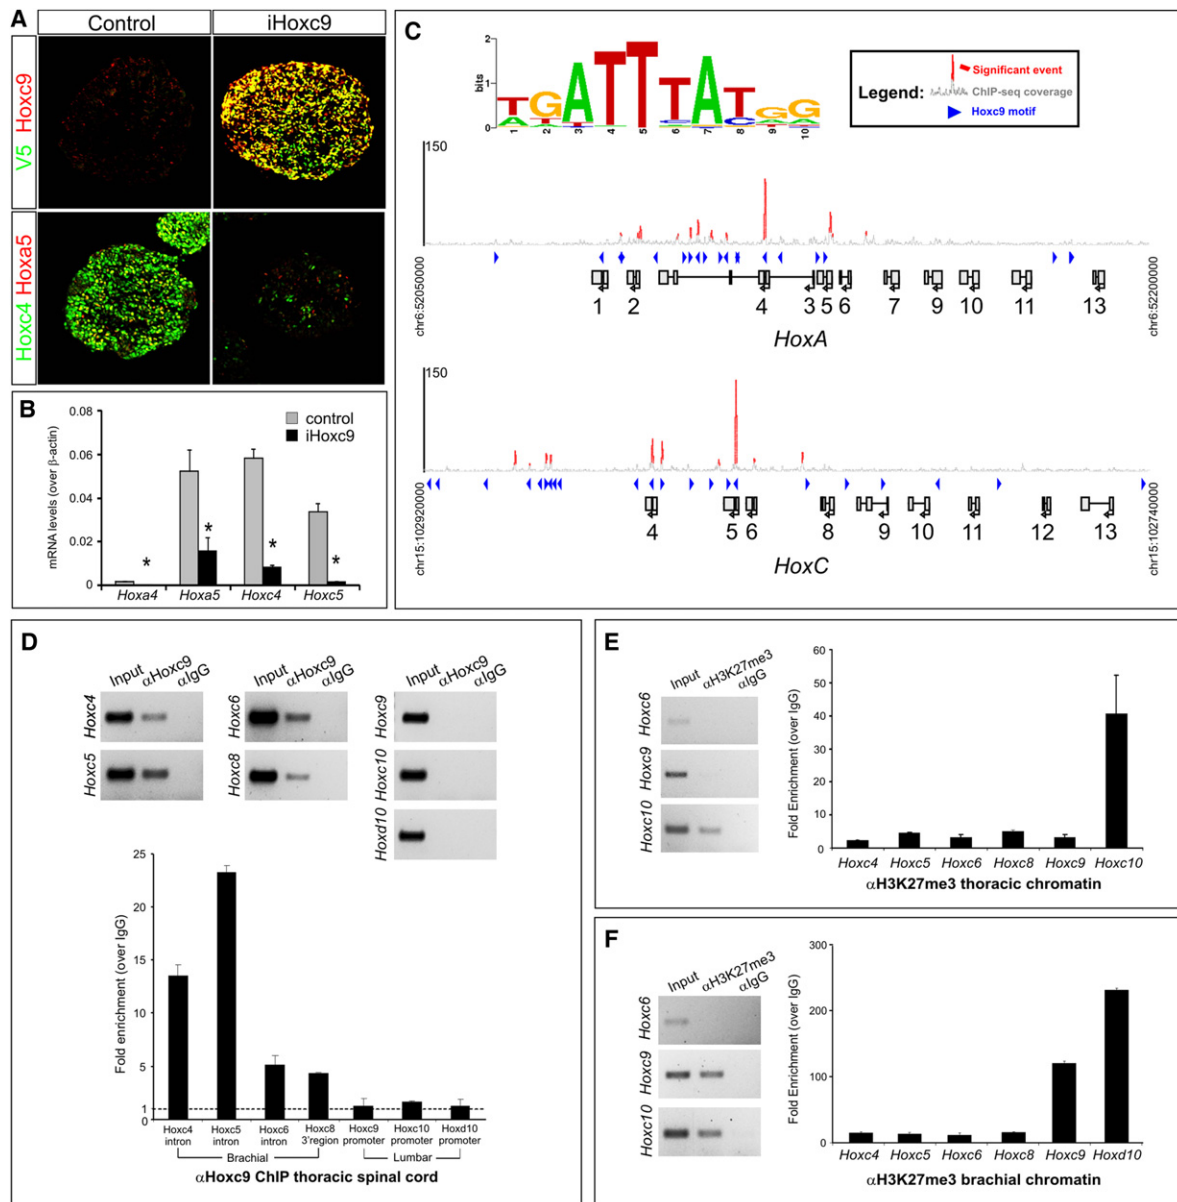 A
Control
iHoxc9
V5 Hoxc9
Hoxc4 Hoxa5
B
mRNA levels (over β-actin)
0.08
0.06
0.04
0.02
0
control
iHoxc9
*
*
*
*
Hoxa4
Hoxa5
Hoxc4
Hoxc5
C
bits
2
1
0
TGATTTATGG
1 2 3 4 5 6 7 8 9 10
Legend:
Significant event
ChIP-seq coverage
Hoxc9 motif
150
chr6:52050000
chr6:52200000
1 2 4 3 5 6 7 9 10 11 13
HoxA
150
chr15:102920000
chr15:102740000
4 5 6 8 9 10 11 12 13
HoxC
D
Input αHoxc9 αIgG
Hoxc4
Hoxc5
Input αHoxc9 αIgG
Hoxc6
Hoxc8
Input αHoxc9 αIgG
Hoxc9
Hoxc10
Hoxd10
Fold enrichment (over IgG)
25
20
15
10
5
1
0
Hoxc4 intron
Hoxc5 intron
Hoxc6 intron
Hoxc8 3'region
Hoxc9 promoter
Hoxc10 promoter
Hoxd10 promoter
Brachial
Lumbar
αHoxc9 ChIP thoracic spinal cord
E
Input αH3K27me3 αIgG
Hoxc6
Hoxc9
Hoxc10
Fold Enrichment (over IgG)
60
50
40
30
20
10
0
Hoxc4 Hoxc5 Hoxc6 Hoxc8 Hoxc9 Hoxc10
αH3K27me3 thoracic chromatin
F
Input αH3K27me3 αIgG
Hoxc6
Hoxc9
Hoxc10
Fold Enrichment (over IgG)
300
200
100
0
Hoxc4 Hoxc5 Hoxc6 Hoxc8 Hoxc9 Hoxd10
αH3K27me3 brachial chromatin